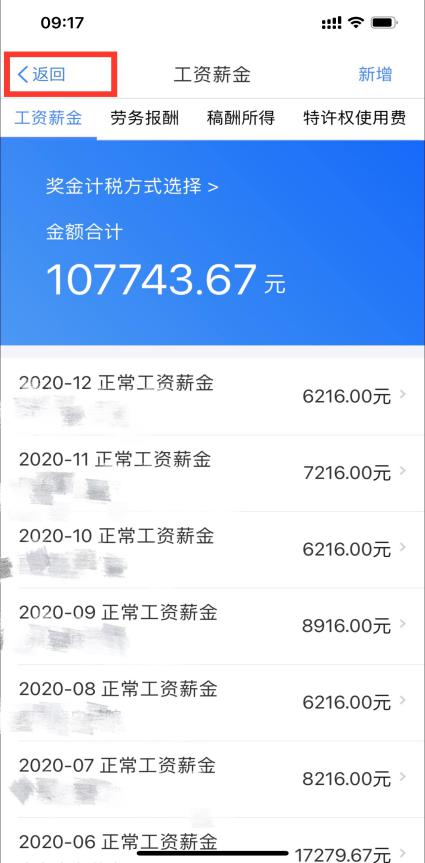 09:17
返回
工资薪金
新增
工资薪金 劳务报酬 稿酬所得 特许权使用费
奖金计税方式选择 >
金额合计
107743.67 元
2020-12 正常工资薪金
6216.00元
2020-11 正常工资薪金
7216.00元
2020-10 正常工资薪金
6216.00元
2020-09 正常工资薪金
8916.00元
2020-08 正常工资薪金
6216.00元
2020-07 正常工资薪金
8216.00元
2020-06 正常工资薪金
17279.67元